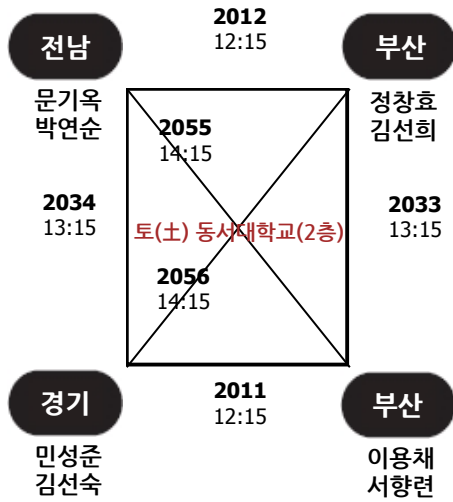 2012
12:15
전남
부산
문기옥
박연순
정창효
김선희
2055
14:15
2034
13:15
2033
13:15
토(土) 동서대학교(2층)
2056
14:15
경기
2011
12:15
부산
민성준
김선숙
이용채
서향련